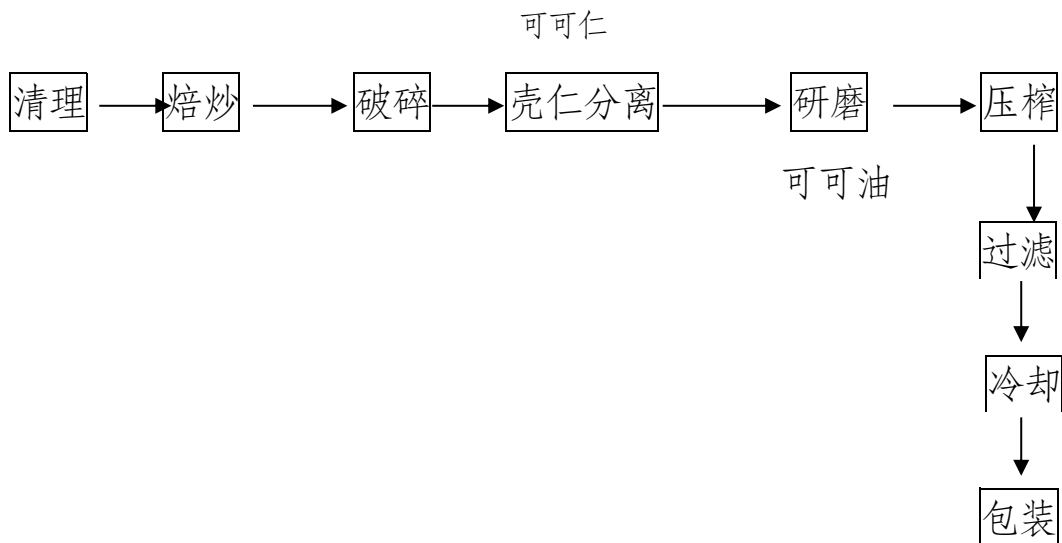 可可仁
清理 焙炒 破碎 壳仁分离 研磨 压榨
可可油
过滤
冷却
包装